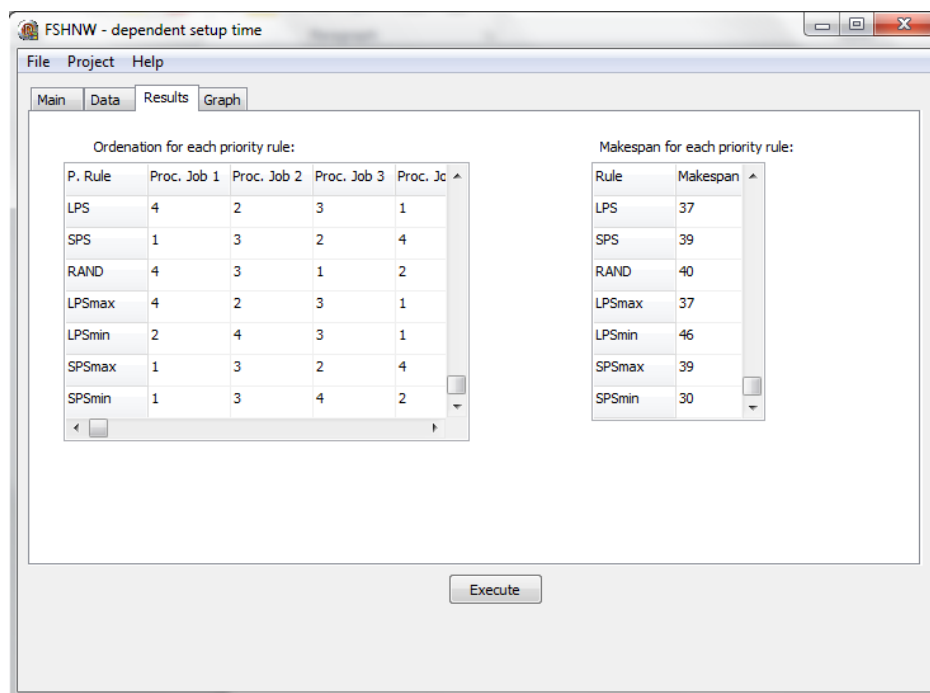 FSHNW - dependent setup time
File Project Help
Main Data Results Graph
Ordenation for each priority rule:
P. Rule Proc. Job 1 Proc. Job 2 Proc. Job 3 Proc. Jc
LPS 4 2 3 1
SPS 1 3 2 4
RAND 4 3 1 2
LPSmax 4 2 3 1
LPSmin 2 4 3 1
SPSmax 1 3 2 4
SPSmin 1 3 4 2
Makespan for each priority rule:
Rule Makespan
LPS 37
SPS 39
RAND 40
LPSmax 37
LPSmin 46
SPSmax 39
SPSmin 30
Execute